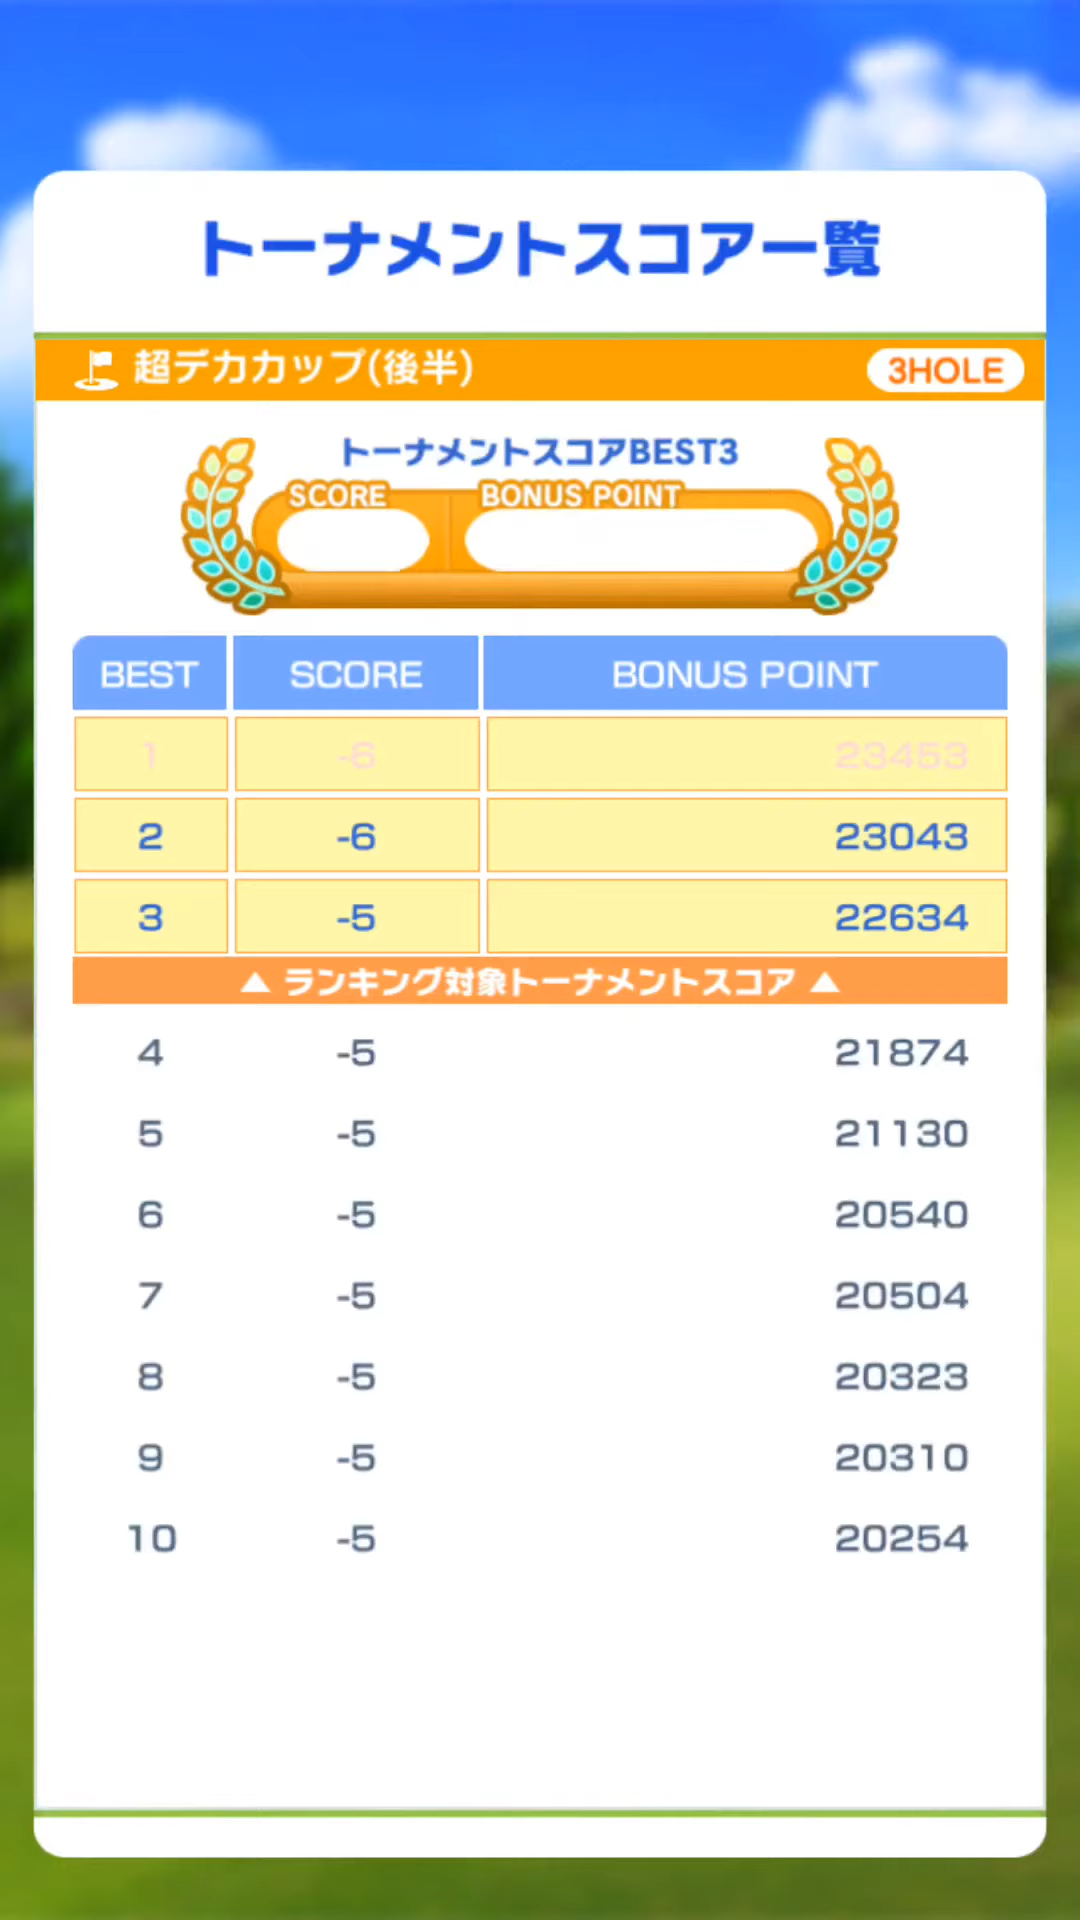 トーナメントスコア一覧
超デカカップ(後半) 3HOLE
トーナメントスコアBEST3
SCORE BONUS POINT
BEST SCORE BONUS POINT
1 -6 23453
2 -6 23043
3 -5 22634
▲ ランキング対象トーナメントスコア ▲
4 -5 21874
5 -5 21130
6 -5 20540
7 -5 20504
8 -5 20323
9 -5 20310
10 -5 20254